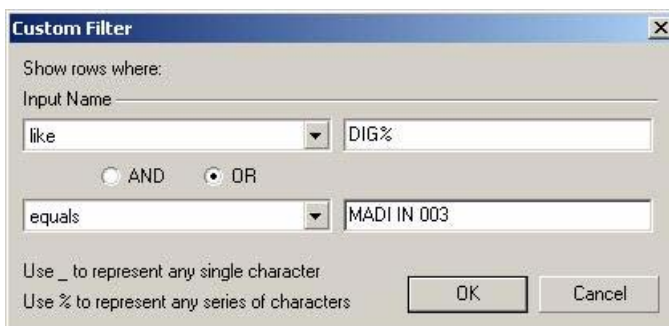 Custom Filter
Show rows where:
Input Name
like DIG%
AND OR
equals MADI IN 003
Use _ to represent any single character
Use % to represent any series of characters
OK Cancel